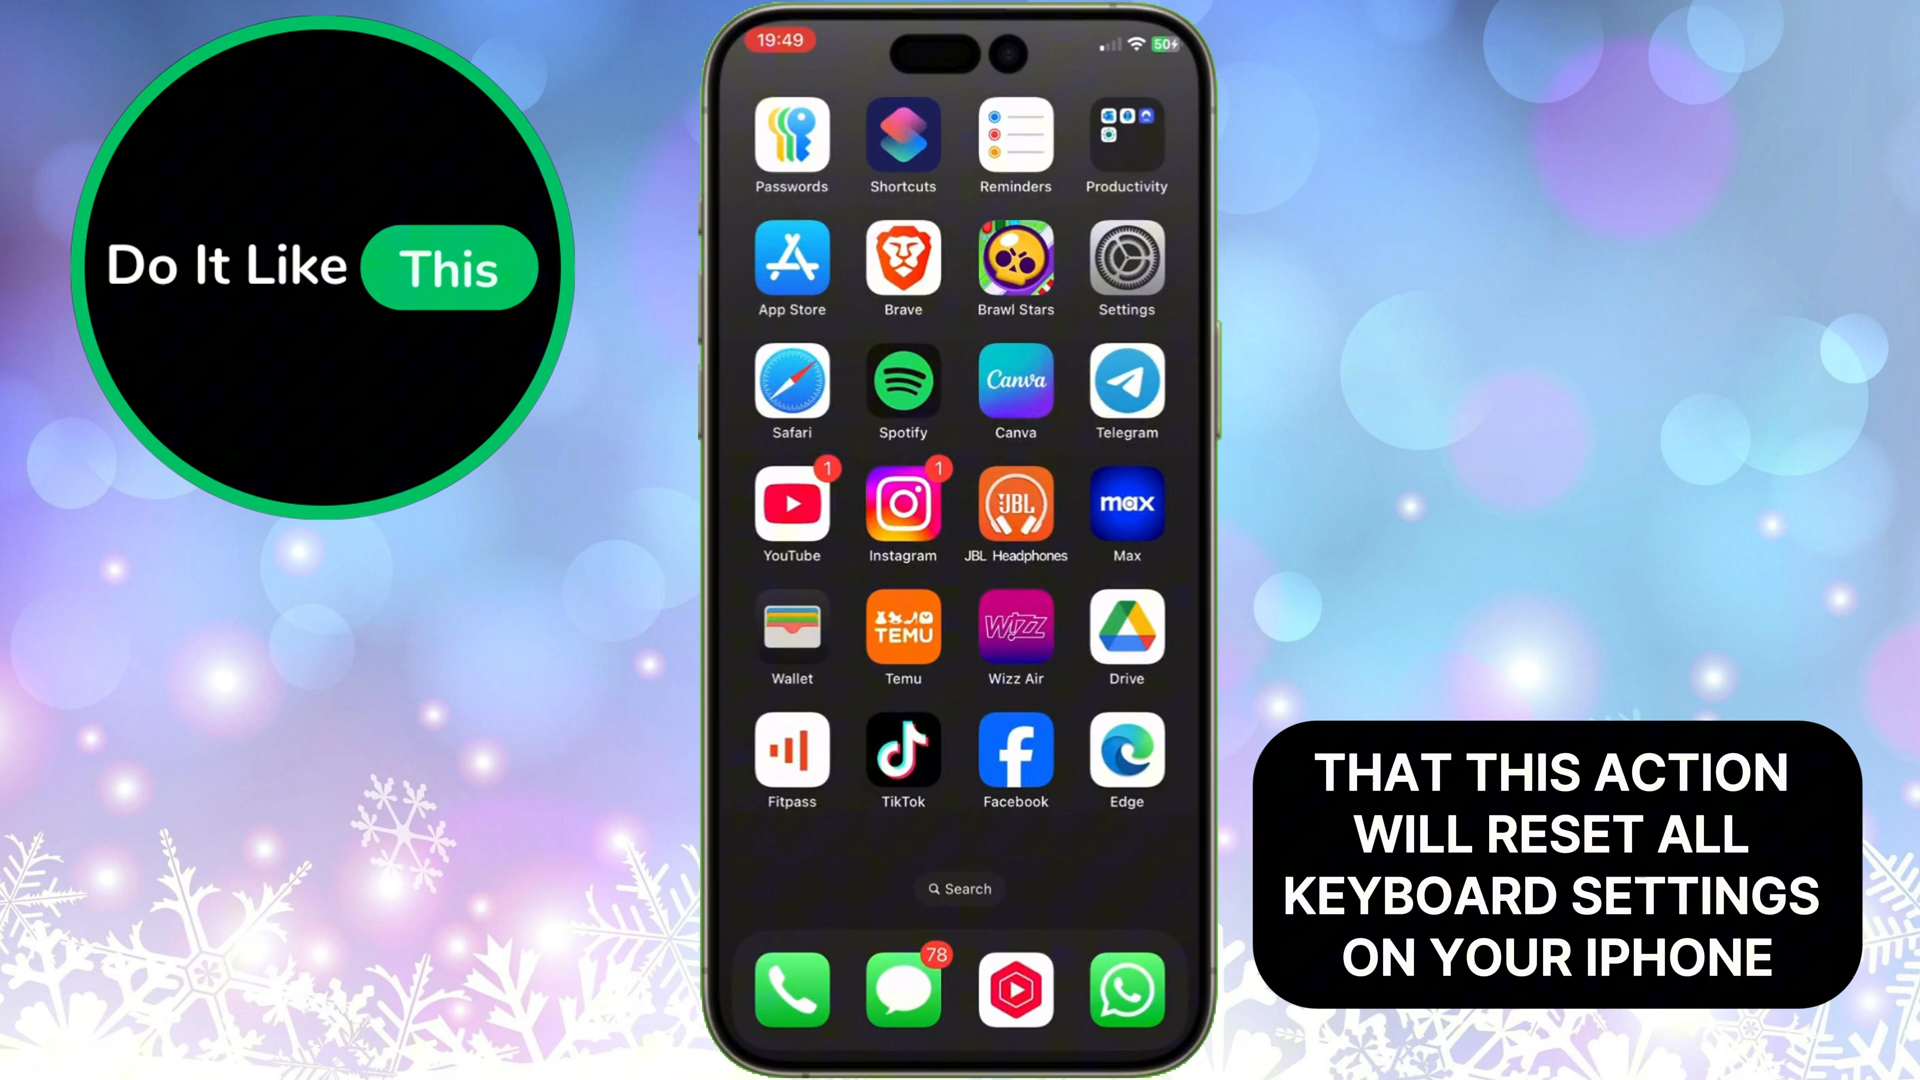 Do It Like This
19:49
50
Passwords
Shortcuts
Reminders
Productivity
App Store
Brave
Brawl Stars
Settings
Canva
Safari
Spotify
Canva
Telegram
1
1
JBL
max
YouTube
Instagram
JBL Headphones
Max
TEMU
WIZZ
Wallet
Temu
Wizz Air
Drive
Fitpass
TikTok
Facebook
Edge
Search
78
THAT THIS ACTION
WILL RESET ALL
KEYBOARD SETTINGS
ON YOUR IPHONE